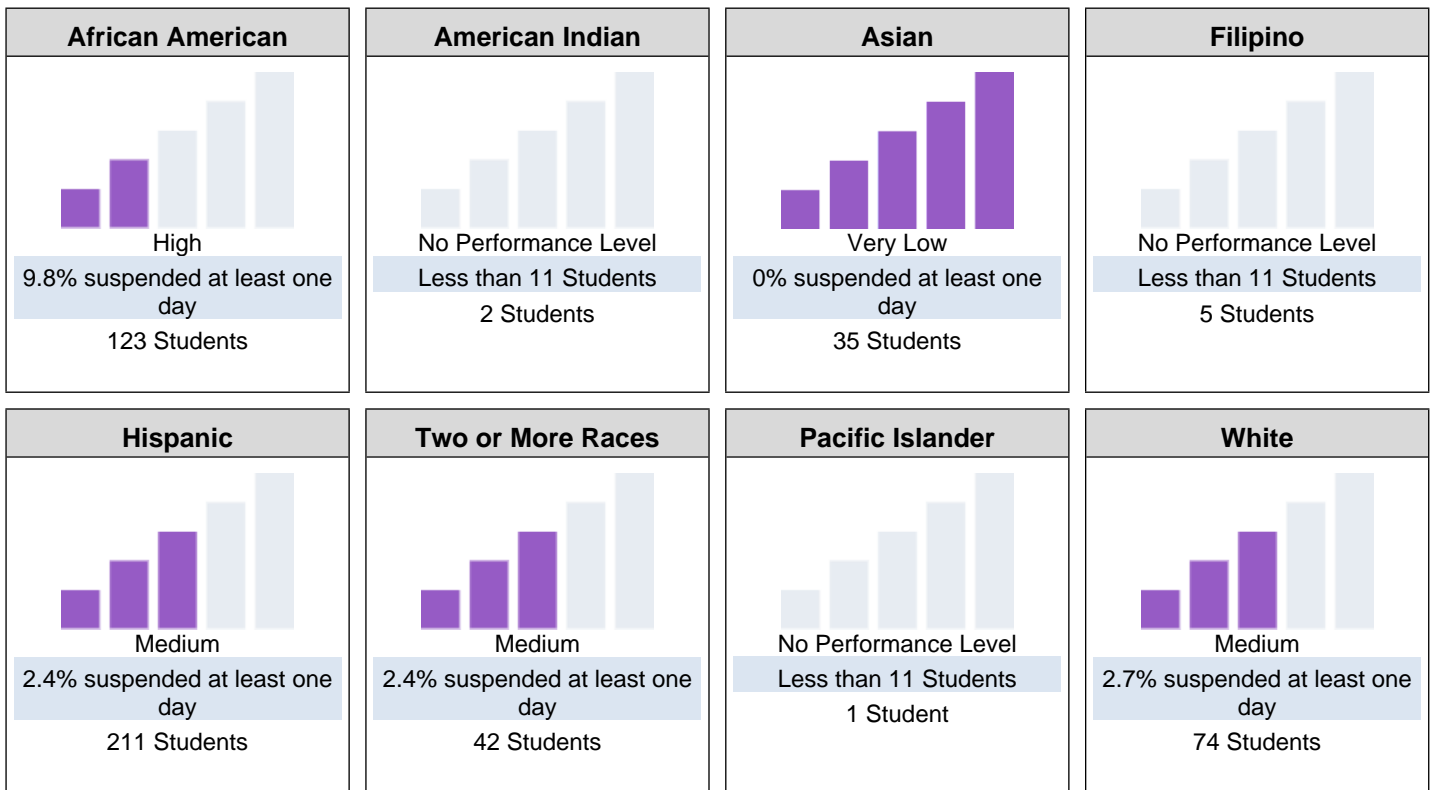 African American
High
9.8% suspended at least one
day
123 Students
American Indian
No Performance Level
Less than 11 Students
2 Students
Asian
Very Low
0% suspended at least one
day
35 Students
Filipino
No Performance Level
Less than 11 Students
5 Students
Hispanic
Medium
2.4% suspended at least one
day
211 Students
Two or More Races
Medium
2.4% suspended at least one
day
42 Students
Pacific Islander
No Performance Level
Less than 11 Students
1 Student
White
Medium
2.7% suspended at least one
day
74 Students